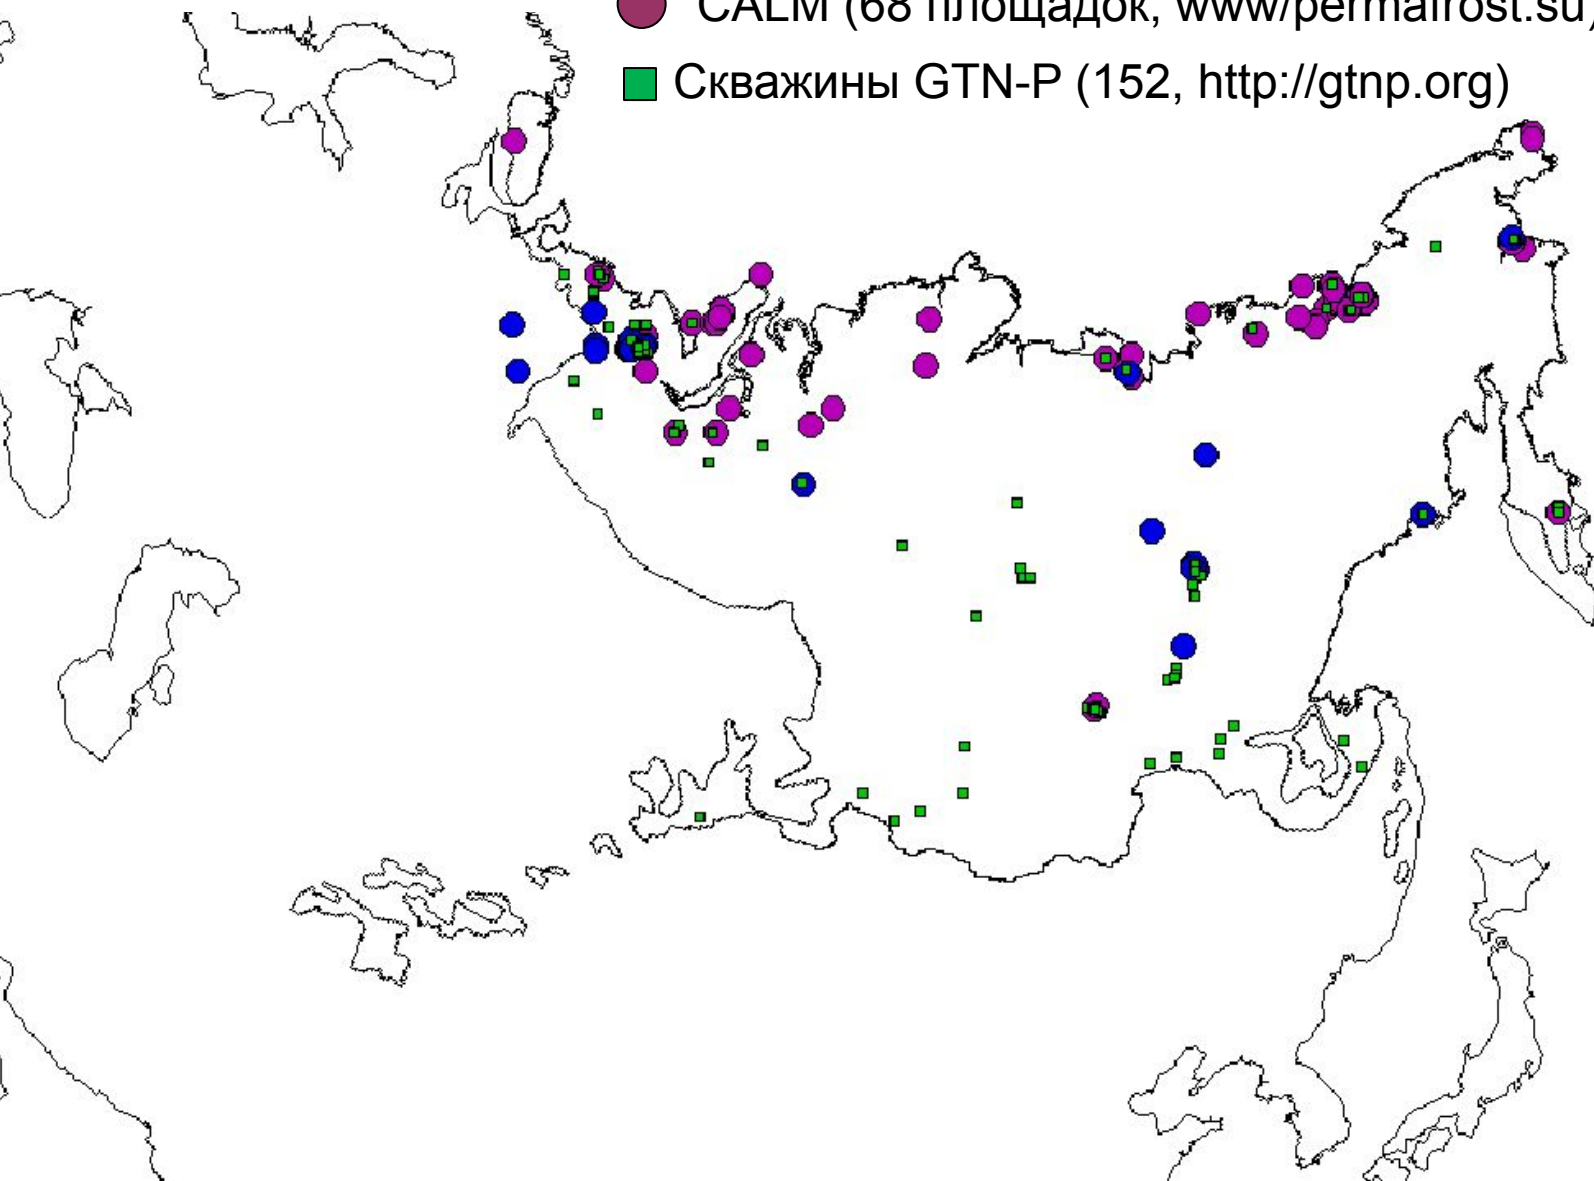 CALM (68 площадок, www/permafrost.su)
Скважины GTN-P (152, http://gtnp.org)